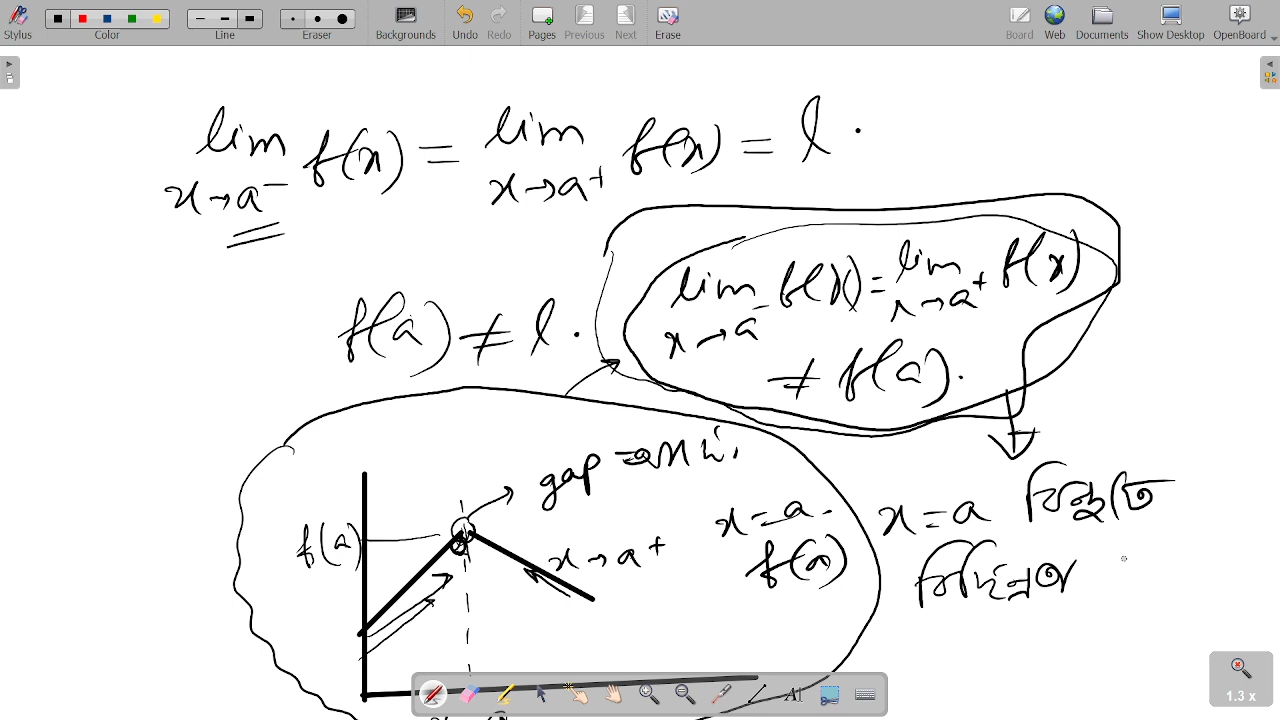 Stylus Color Line Eraser Backgrounds Undo Redo Pages Previous Next Erase Board Web Documents Show Desktop OpenBoard
lim f(x) = lim f(x) = l .
x→a⁻ x→a⁺
f(a) ≠ l .
lim f(x) = lim f(x)
x→a⁻ x→a⁺
≠ f(a).
gap
f(a)
x→a⁺
x = a .
f(a)
x = a বিন্দুতে
1.3 x